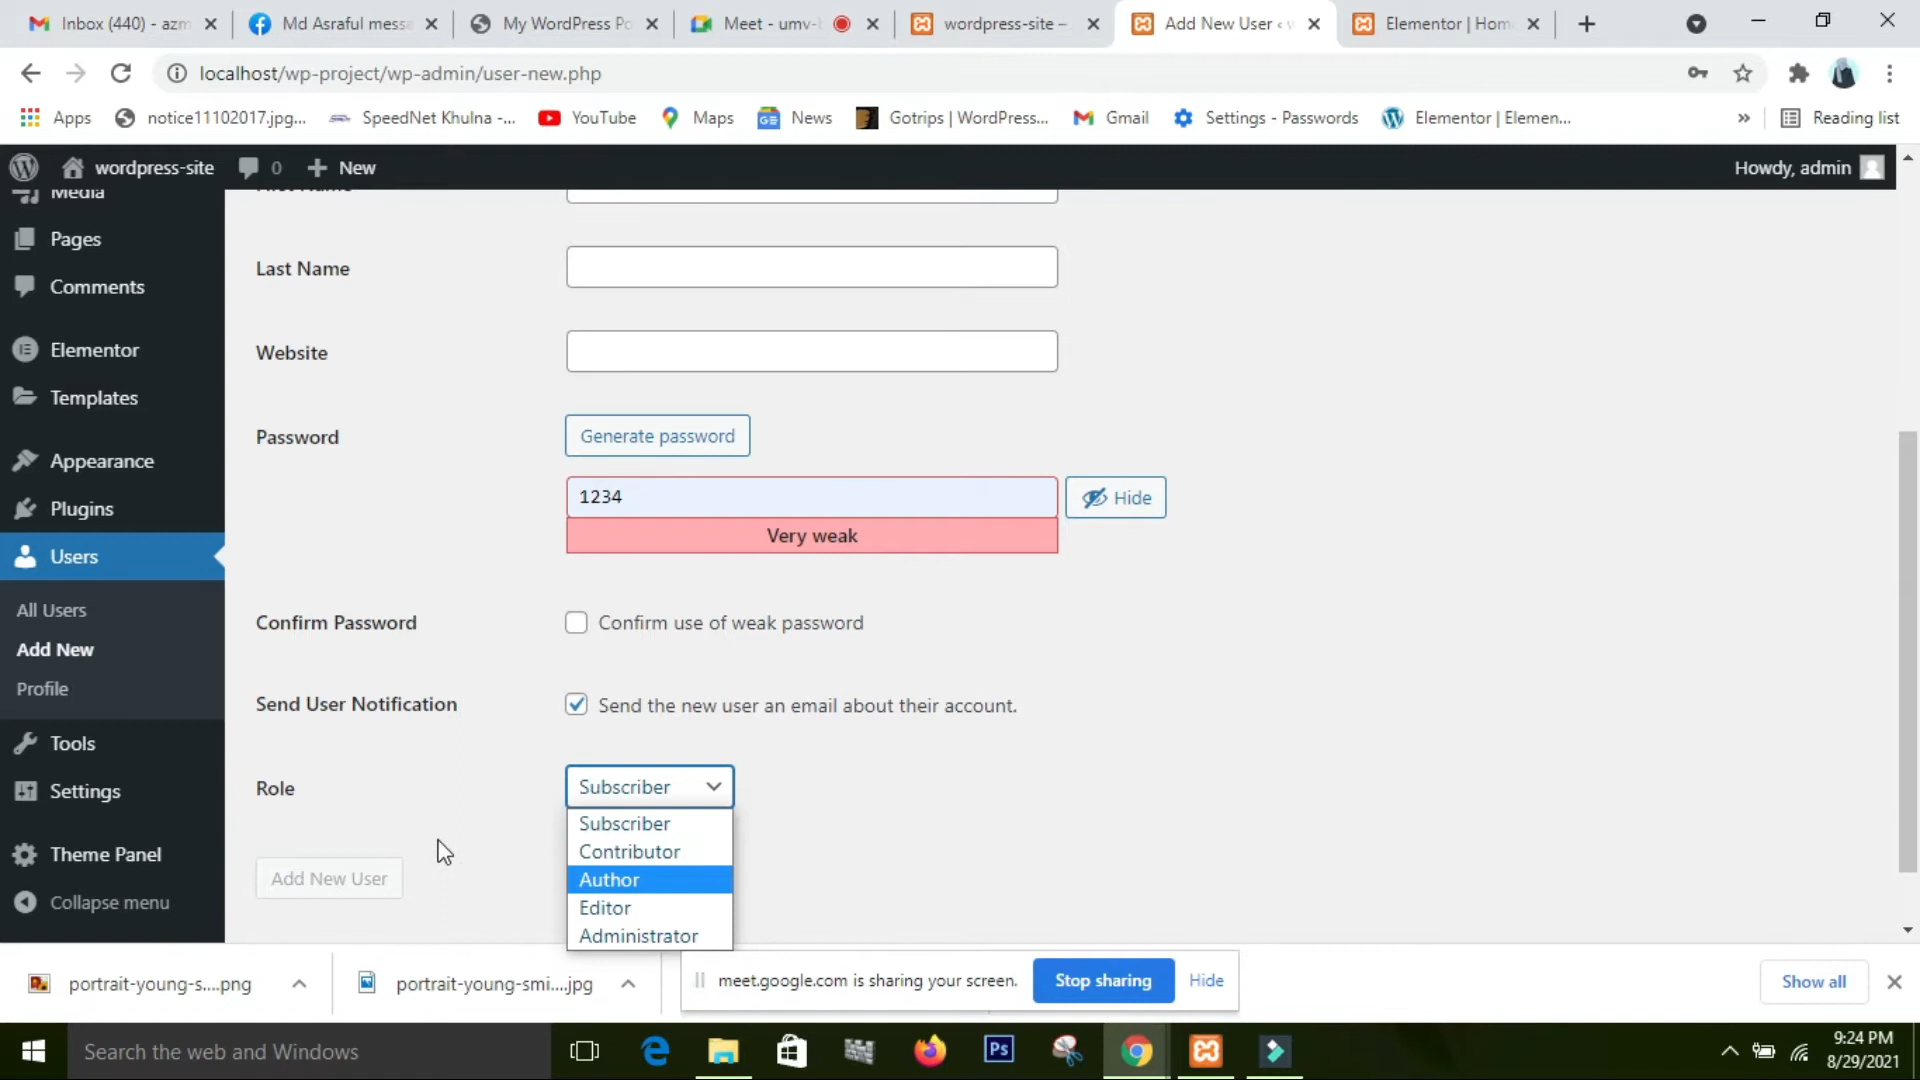 Inbox (440) - azm
Md Asraful messa
My WordPress Po
Meet - umv-
wordpress-site –
Add New User ‹ w
Elementor | Hom
localhost/wp-project/wp-admin/user-new.php
Apps
notice11102017.jpg...
SpeedNet Khulna -...
YouTube
Maps
News
Gotrips | WordPress...
Gmail
Settings - Passwords
Elementor | Elemen...
»
Reading list
wordpress-site
0
New
Howdy, admin
Media
Pages
Comments
Elementor
Templates
Appearance
Plugins
Users
All Users
Add New
Profile
Tools
Settings
Theme Panel
Collapse menu
Last Name
Website
Password
Generate password
1234
Hide
Very weak
Confirm Password
Confirm use of weak password
Send User Notification
Send the new user an email about their account.
Role
Subscriber
Subscriber
Contributor
Author
Editor
Administrator
Add New User
portrait-young-s....png
portrait-young-smi....jpg
meet.google.com is sharing your screen.
Stop sharing
Hide
Show all
Search the web and Windows
Ps
9:24 PM
8/29/2021